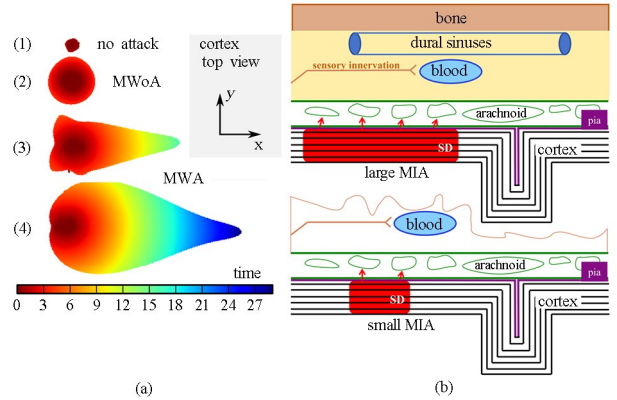 (1) no attack
(2) MWoA
(3)
MWA
(4)
cortex
top view
y
x
time
0 3 6 9 12 15 18 21 24 27
(a)
bone
dural sinuses
sensory innervation
blood
arachnoid
pia
SD
cortex
large MIA
blood
arachnoid
pia
SD
cortex
small MIA
(b)